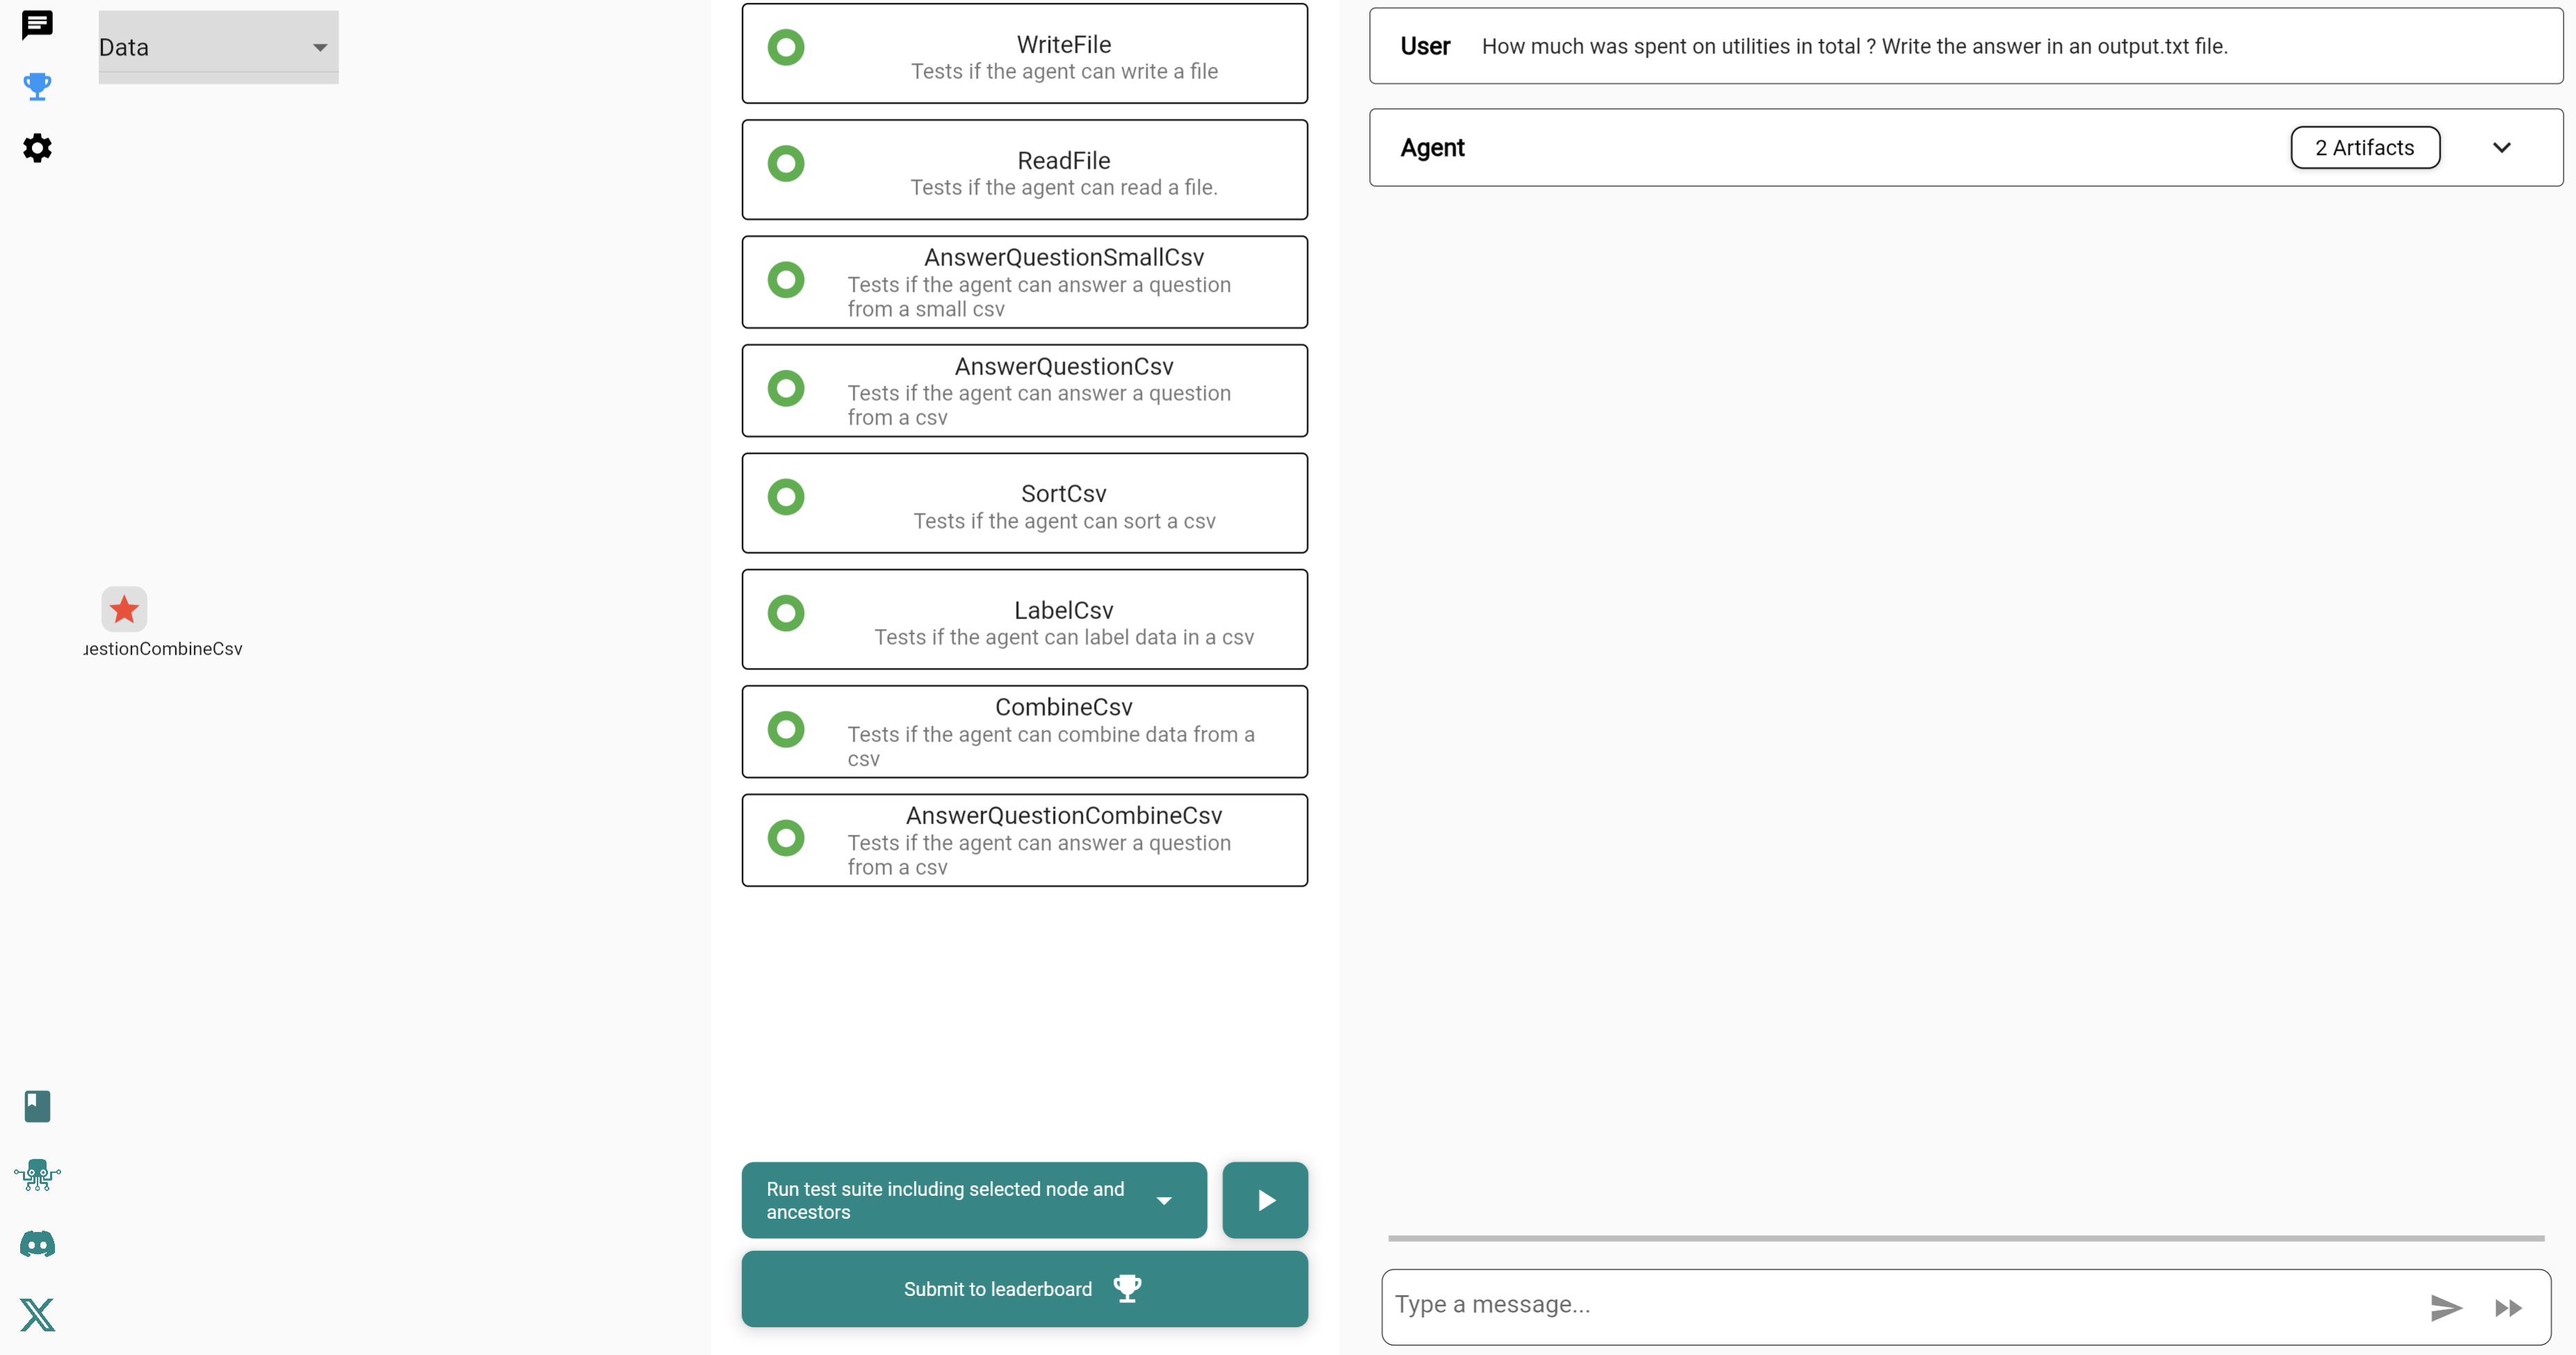 Data
estionCombineCsv
WriteFile
Tests if the agent can write a file
ReadFile
Tests if the agent can read a file.
AnswerQuestionSmallCsv
Tests if the agent can answer a question
from a small csv
AnswerQuestionCsv
Tests if the agent can answer a question
from a csv
SortCsv
Tests if the agent can sort a csv
LabelCsv
Tests if the agent can label data in a csv
CombineCsv
Tests if the agent can combine data from a
csv
AnswerQuestionCombineCsv
Tests if the agent can answer a question
from a csv
Run test suite including selected node and
ancestors
Submit to leaderboard
User How much was spent on utilities in total ? Write the answer in an output.txt file.
Agent 2 Artifacts
Type a message...